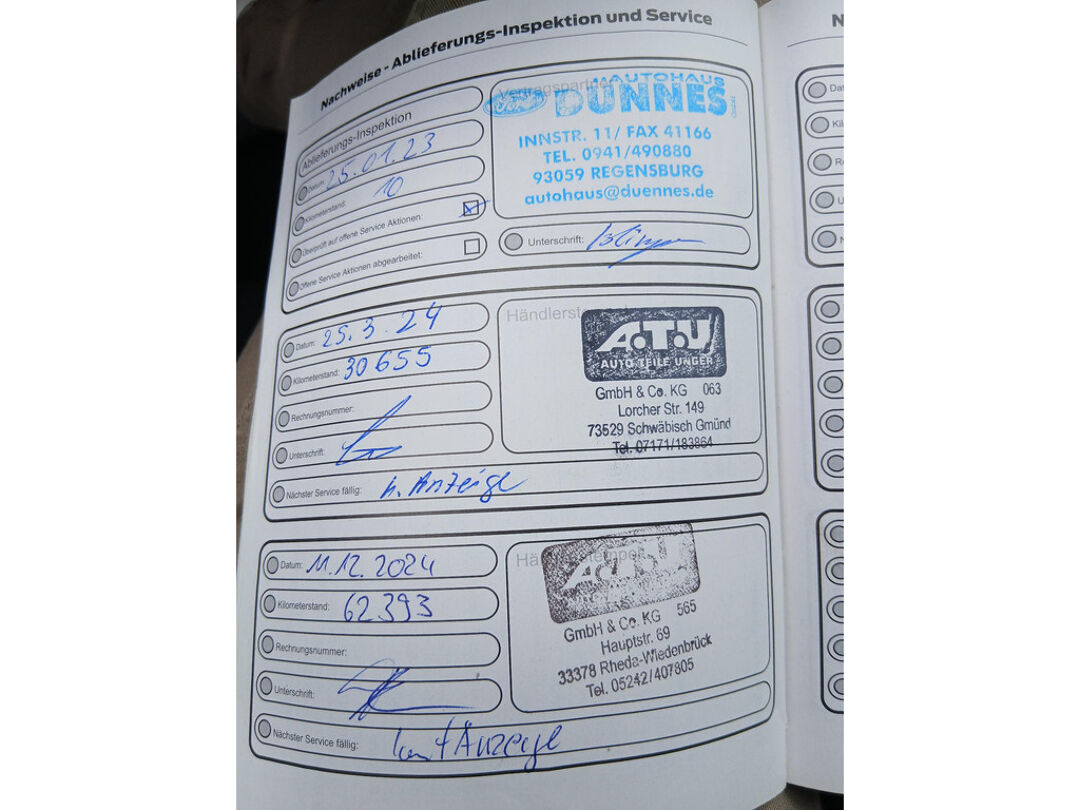 Nachweise - Ablieferungs-Inspektion und Service
Ablieferungs-Inspektion
Datum: 25.01.23
Kilometerstand: 10
Überprüft auf offene Service Aktionen:
Offene Service Aktionen abgearbeitet:
Vertragspartner
Ford
AUTOHAUS
DÜNNES
INNSTR. 11/ FAX 41166
TEL. 0941/490880
93059 REGENSBURG
autohaus@duennes.de
Unterschrift:
Datum: 25.3.24
Kilometerstand: 30655
Rechnungsnummer:
Unterschrift:
Nächster Service fällig: n. Anzeige
A.T.U
AUTO TEILE UNGER
GmbH & Co. KG 063
Lorcher Str. 149
73529 Schwäbisch Gmünd
Tel. 07171/183864
Datum: 11.12.2024
Kilometerstand: 62393
Rechnungsnummer:
Unterschrift:
Nächster Service fällig: Anzeige
Händlerstempel
A.T.U
GmbH & Co. KG 565
Hauptstr. 69
33378 Rheda-Wiedenbrück
Tel. 05242/407805